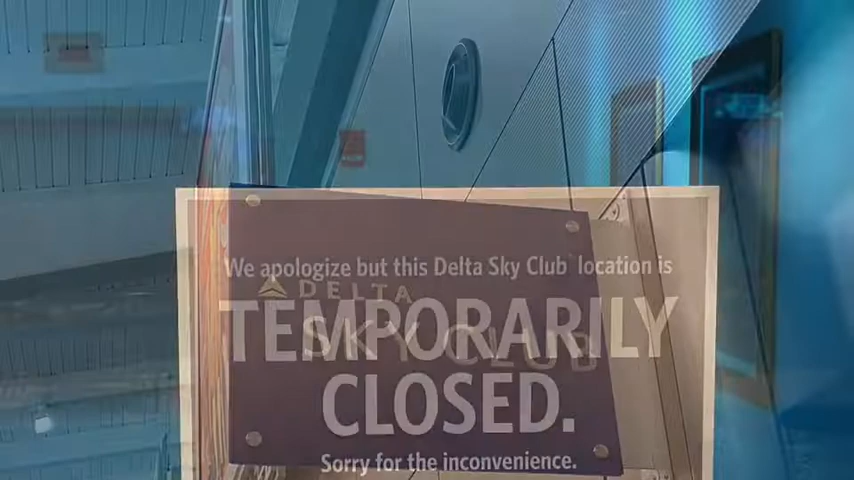 We apologize but this Delta Sky Club location is
TEMPORARILY
CLOSED.
Sorry for the inconvenience.
DELTA
SKY CLUB